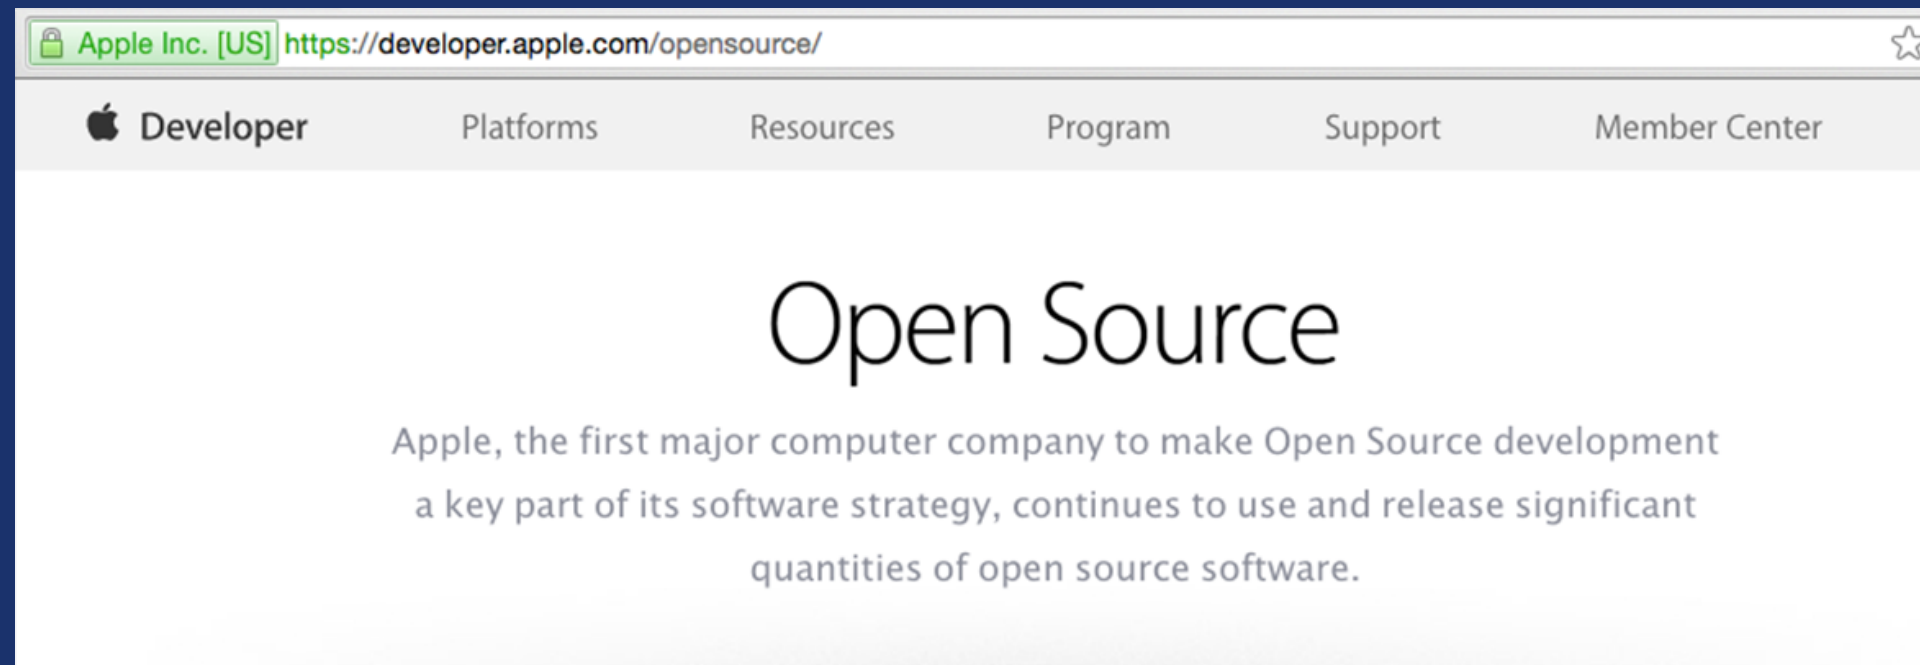 Apple Inc. [US] https://developer.apple.com/opensource/
Developer Platforms Resources Program Support Member Center
Open Source
Apple, the first major computer company to make Open Source development
a key part of its software strategy, continues to use and release significant
quantities of open source software.